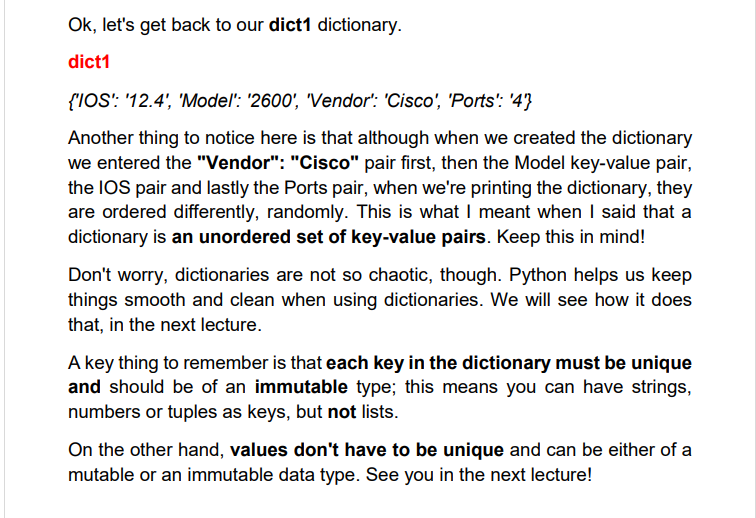 Ok, let's get back to our dict1 dictionary.
dict1
{'IOS': '12.4', 'Model': '2600', 'Vendor': 'Cisco', 'Ports': '4'}
Another thing to notice here is that although when we created the dictionary
we entered the "Vendor": "Cisco" pair first, then the Model key-value pair,
the IOS pair and lastly the Ports pair, when we're printing the dictionary, they
are ordered differently, randomly. This is what I meant when I said that a
dictionary is an unordered set of key-value pairs. Keep this in mind!
Don't worry, dictionaries are not so chaotic, though. Python helps us keep
things smooth and clean when using dictionaries. We will see how it does
that, in the next lecture.
A key thing to remember is that each key in the dictionary must be unique
and should be of an immutable type; this means you can have strings,
numbers or tuples as keys, but not lists.
On the other hand, values don't have to be unique and can be either of a
mutable or an immutable data type. See you in the next lecture!